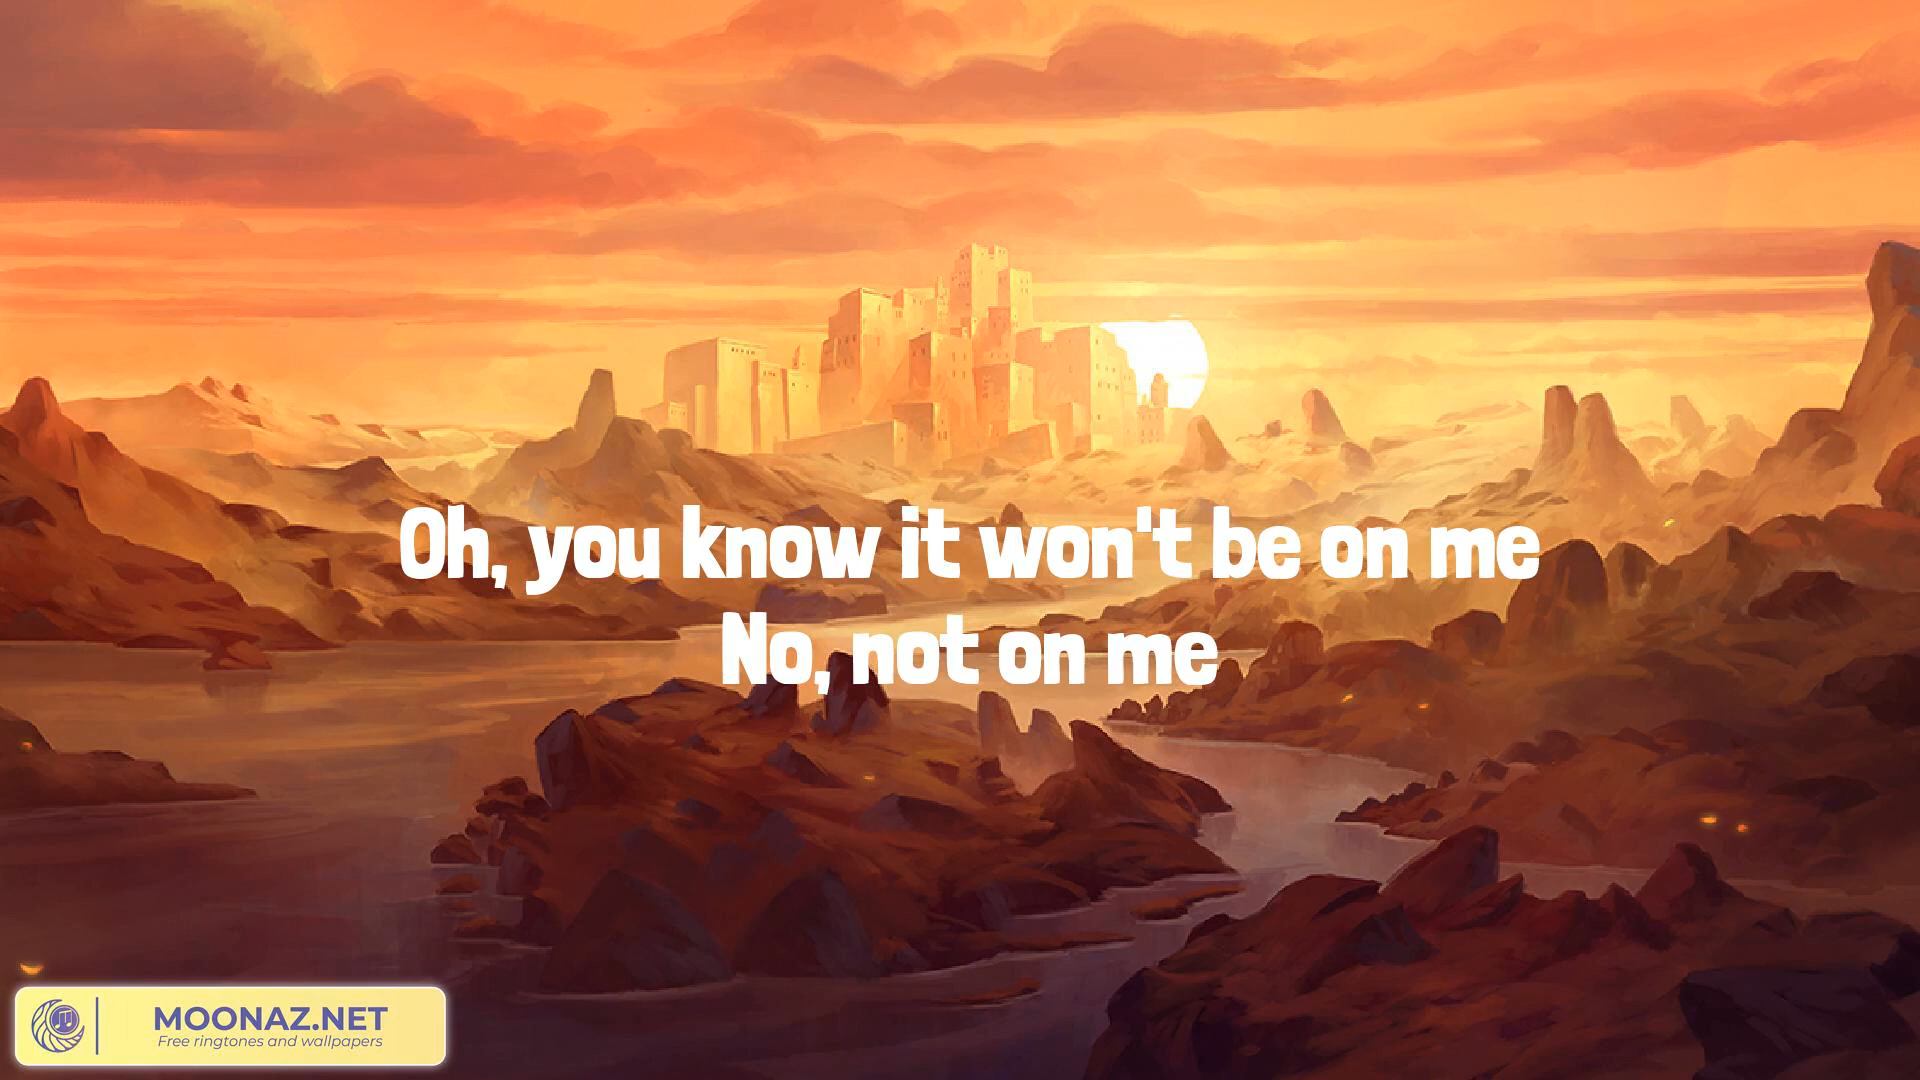 Oh, you know it won't be on me
No, not on me
MOONAZ.NET
Free ringtones and wallpapers